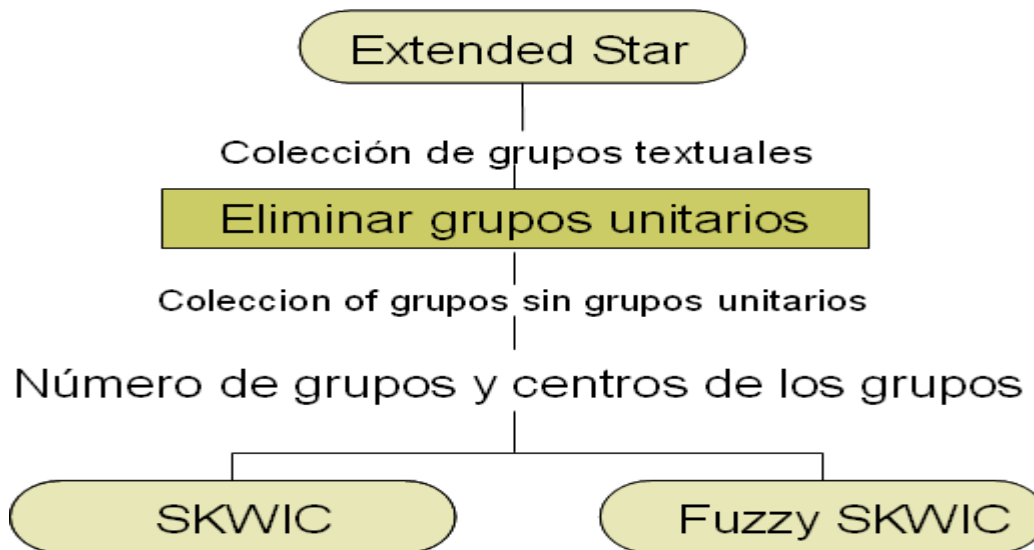 Extended Star
Colección de grupos textuales
Eliminar grupos unitarios
Coleccion of grupos sin grupos unitarios
Número de grupos y centros de los grupos
SKWIC
Fuzzy SKWIC